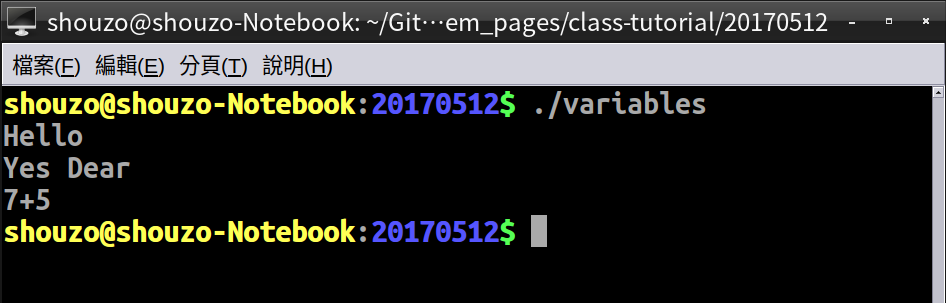 shouzo@shouzo-Notebook: ~/Git…em_pages/class-tutorial/20170512
檔案(F) 編輯(E) 分頁(T) 說明(H)
shouzo@shouzo-Notebook:20170512$ ./variables
Hello
Yes Dear
7+5
shouzo@shouzo-Notebook:20170512$